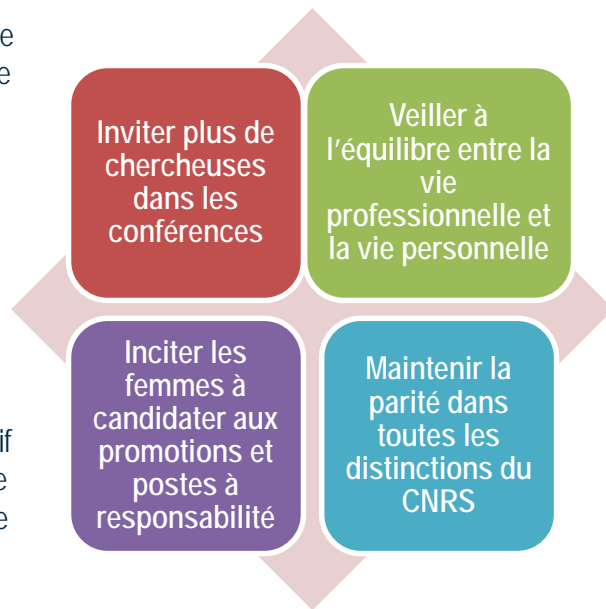 Inviter plus de
chercheuses
dans les
conférences
Veiller à
l'équilibre entre la
vie
professionnelle et
la vie personnelle
Inciter les
femmes à
candidater aux
promotions et
postes à
responsabilité
Maintenir la
parité dans
toutes les
distinctions du
CNRS